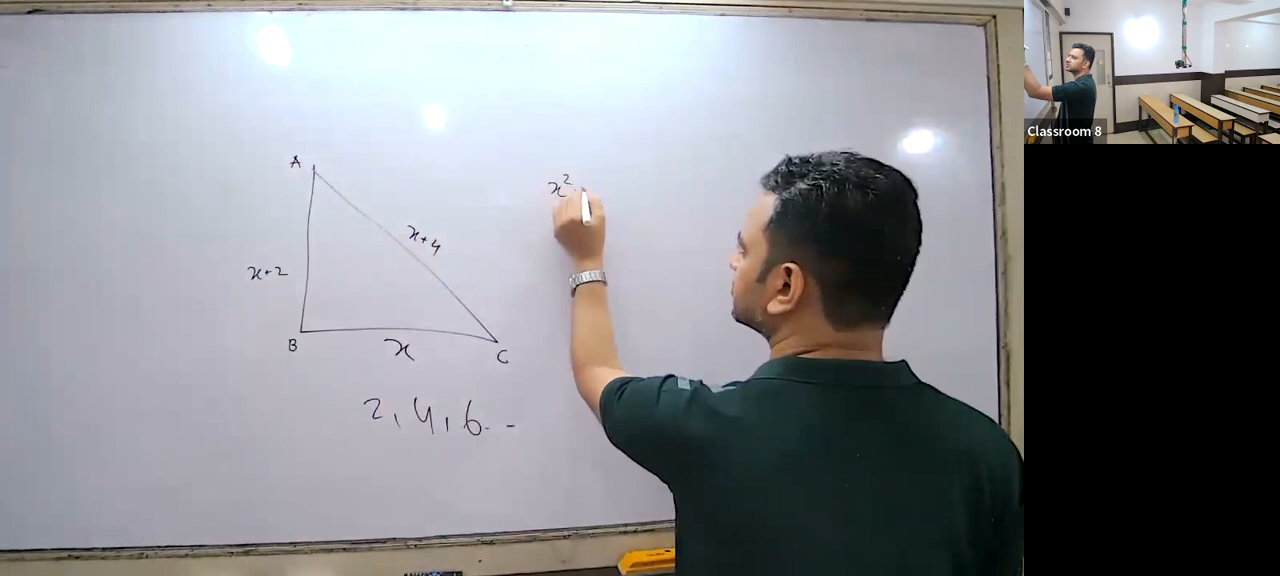 A
x+4
x+2
B
x
C
2, 4, 6. -
x²
Classroom 8